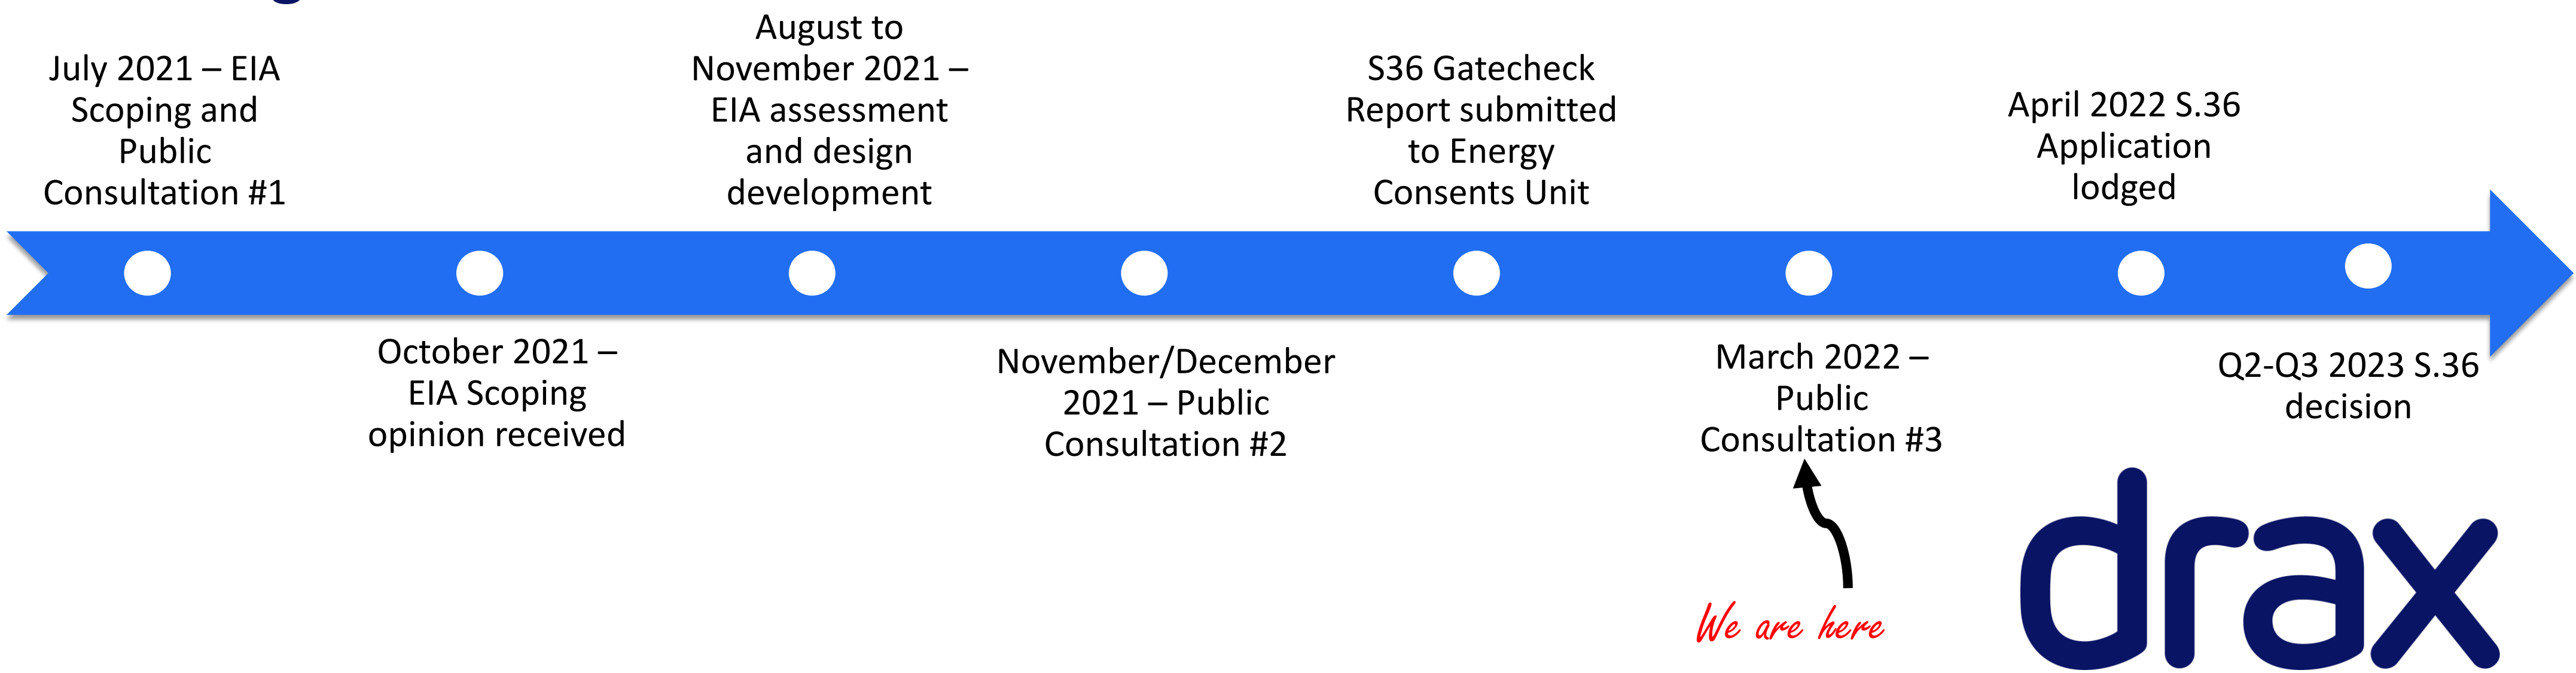 July 2021 – EIA
Scoping and
Public
Consultation #1
October 2021 –
EIA Scoping
opinion received
August to
November 2021 –
EIA assessment
and design
development
November/December
2021 – Public
Consultation #2
S36 Gatecheck
Report submitted
to Energy
Consents Unit
March 2022 –
Public
Consultation #3
We are here
April 2022 S.36
Application
lodged
Q2-Q3 2023 S.36
decision
drax